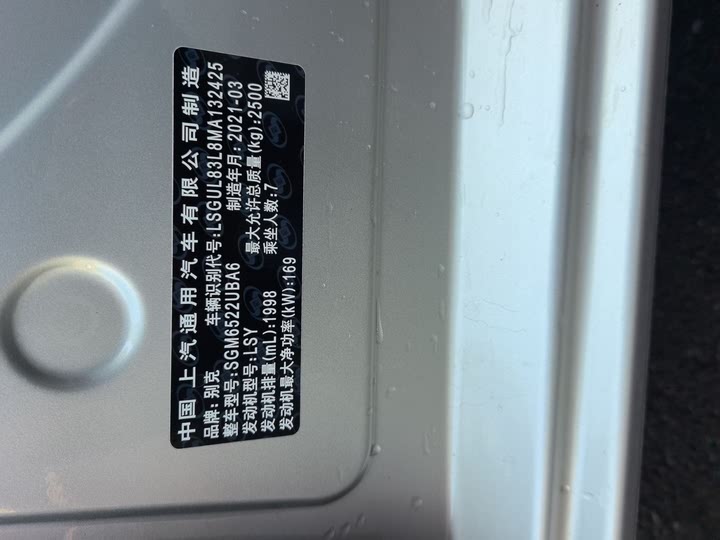 中国 上汽通用汽车有限公司制造
品牌: 别克 车辆识别代号:LSGUL83L8MA132425
整车型号:SGM6522UBA6 制造年月:2021-03
发动机型号:LSY 最大允许总质量(kg):2500
发动机排量(mL):1998 乘坐人数:7
发动机最大净功率(kW):169